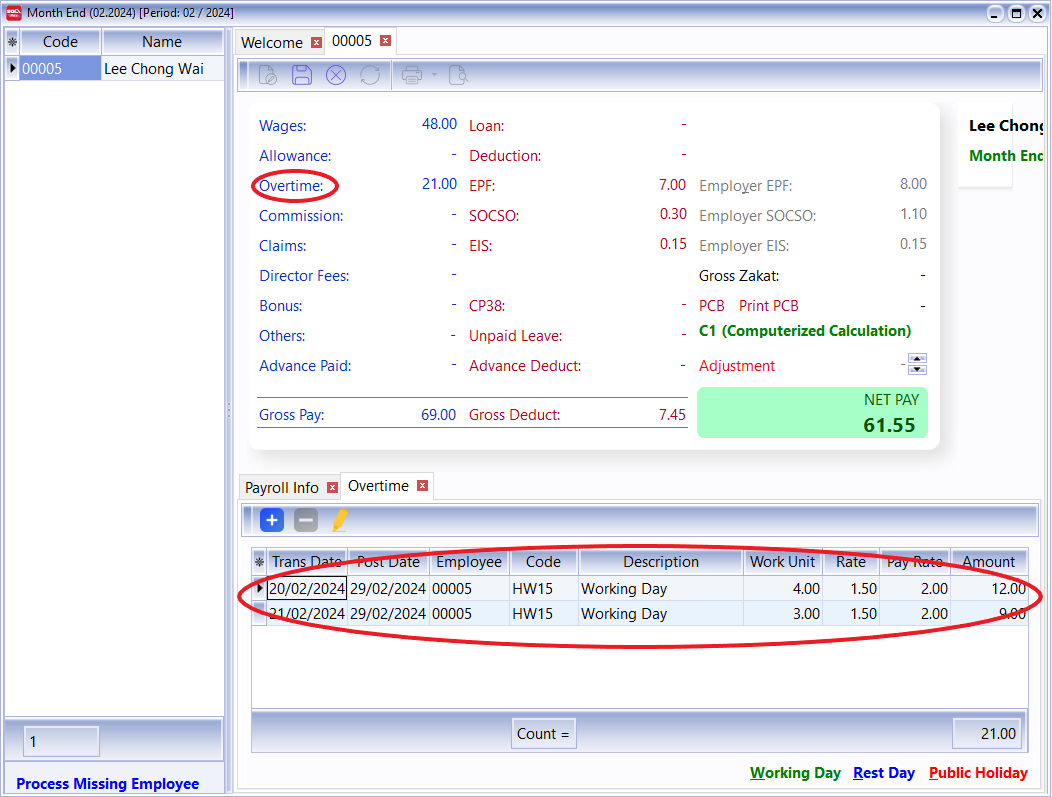 Month End (02.2024) [Period: 02 / 2024]
Code Name
00005 Lee Chong Wai
1
Process Missing Employee
Welcome 00005
Wages: 48.00 Loan: -
Allowance: - Deduction: -
Overtime: 21.00 EPF: 7.00 Employer EPF: 8.00
Commission: - SOCSO: 0.30 Employer SOCSO: 1.10
Claims: - EIS: 0.15 Employer EIS: 0.15
Director Fees: - Gross Zakat: -
Bonus: - CP38: - PCB Print PCB -
Others: - Unpaid Leave: - C1 (Computerized Calculation)
Advance Paid: - Advance Deduct: - Adjustment -
Gross Pay: 69.00 Gross Deduct: 7.45
NET PAY
61.55
Lee Chong
Month End
Payroll Info Overtime
Trans Date Post Date Employee Code Description Work Unit Rate Pay Rate Amount
20/02/2024 29/02/2024 00005 HW15 Working Day 4.00 1.50 2.00 12.00
21/02/2024 29/02/2024 00005 HW15 Working Day 3.00 1.50 2.00 9.00
Count = 21.00
Working Day Rest Day Public Holiday